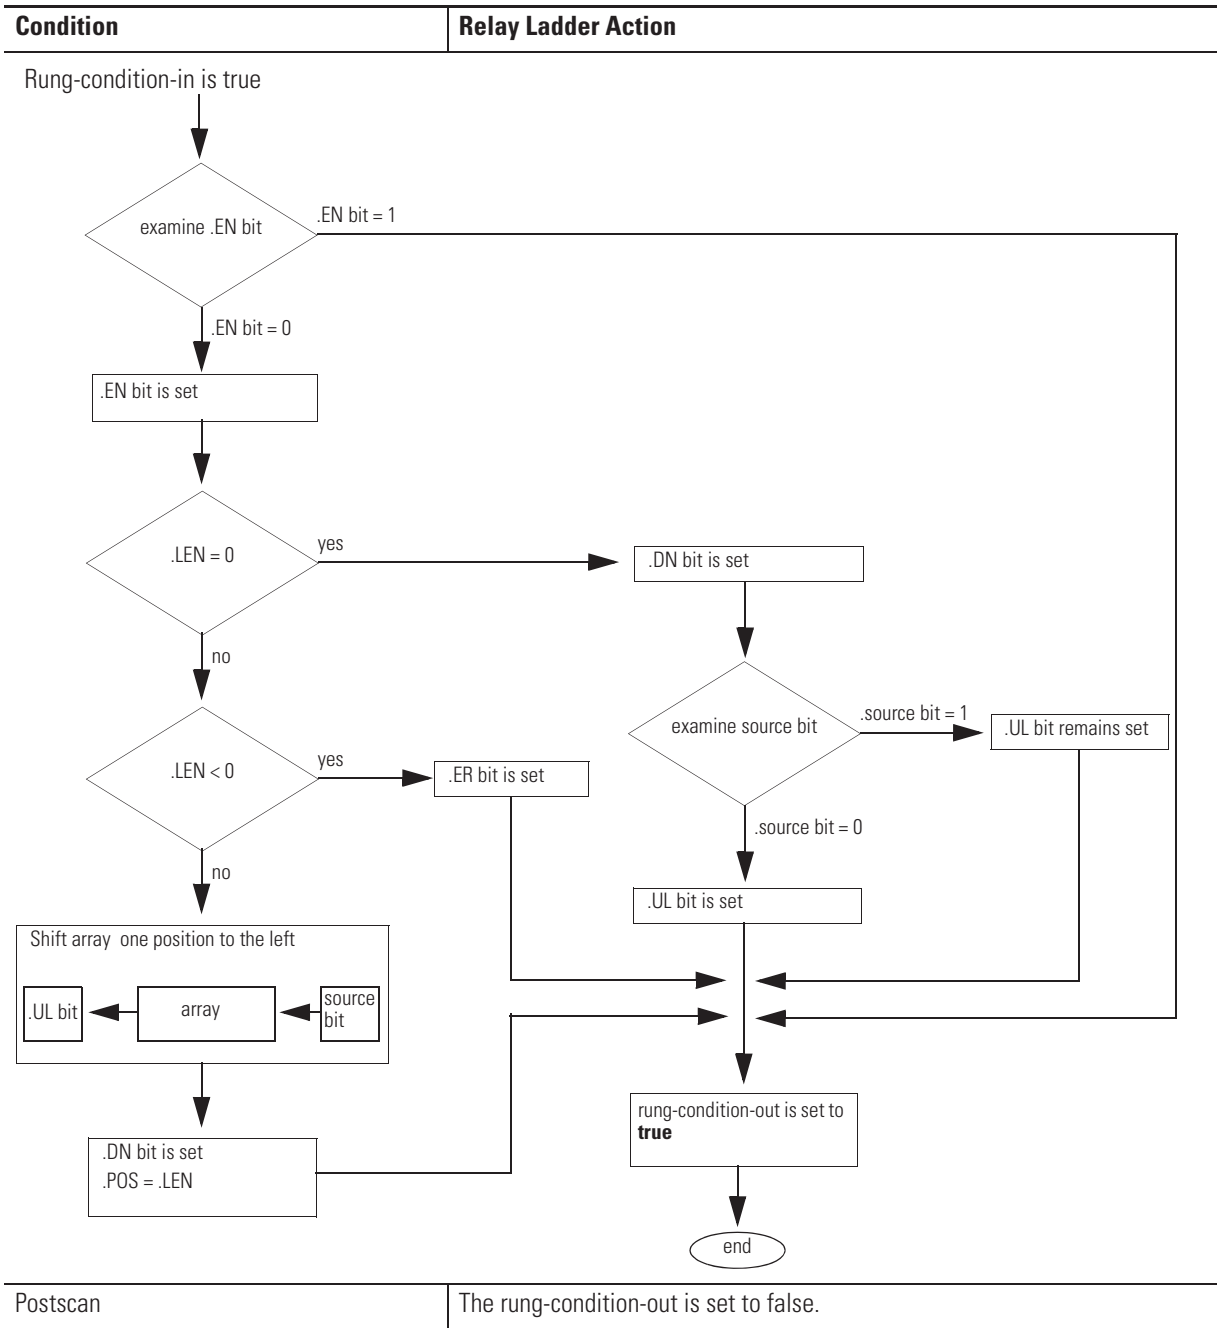 Condition
Relay Ladder Action
Rung-condition-in is true
examine .EN bit
.EN bit = 1
.EN bit = 0
.EN bit is set
.LEN = 0
yes
.DN bit is set
no
examine source bit
.source bit = 1
.UL bit remains set
.LEN < 0
yes
.ER bit is set
.source bit = 0
no
.UL bit is set
Shift array one position to the left
.UL bit
array
source
bit
rung-condition-out is set to
true
.DN bit is set
.POS = .LEN
end
Postscan
The rung-condition-out is set to false.